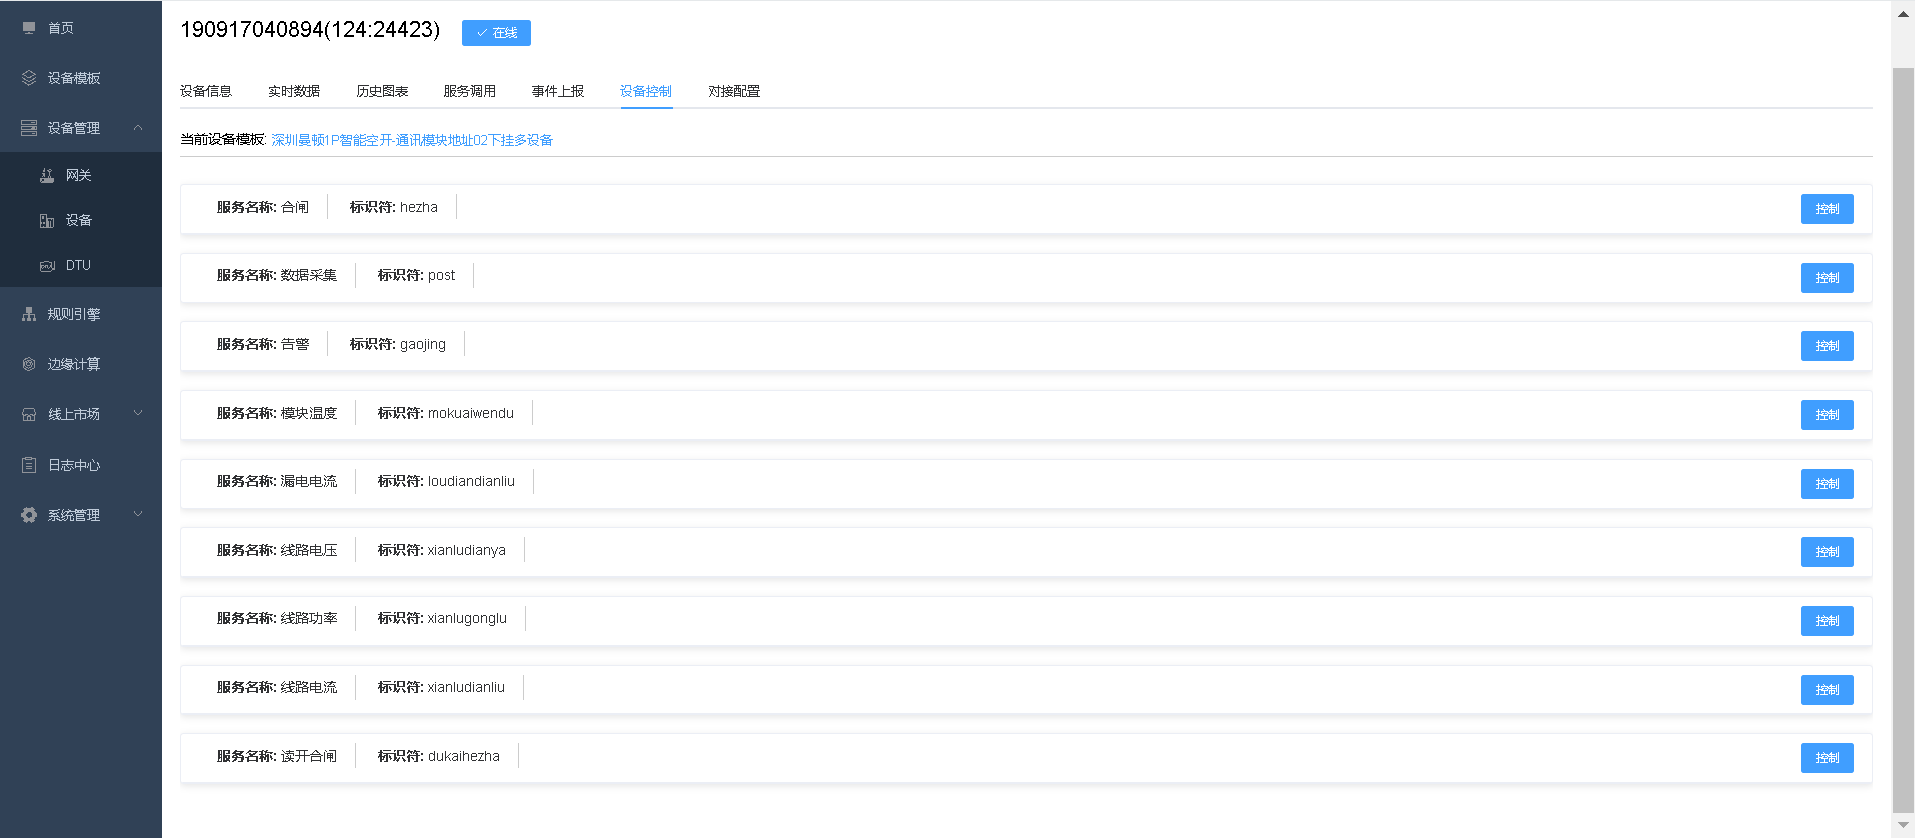 首页
设备模板
设备管理
网关
设备
DTU
规则引擎
边缘计算
线上市场
日志中心
系统管理
190917040894(124:24423) 在线
设备信息 实时数据 历史图表 服务调用 事件上报 设备控制 对接配置
当前设备模板: 深圳曼顿1P智能空开-通讯模块地址02下挂多设备
服务名称: 合闸 标识符: hezha 控制
服务名称: 数据采集 标识符: post 控制
服务名称: 告警 标识符: gaojing 控制
服务名称: 模块温度 标识符: mokuaiwendu 控制
服务名称: 漏电电流 标识符: loudiandianliu 控制
服务名称: 线路电压 标识符: xianludianya 控制
服务名称: 线路功率 标识符: xianlugonglu 控制
服务名称: 线路电流 标识符: xianludianliu 控制
服务名称: 读开合闸 标识符: dukaihezha 控制